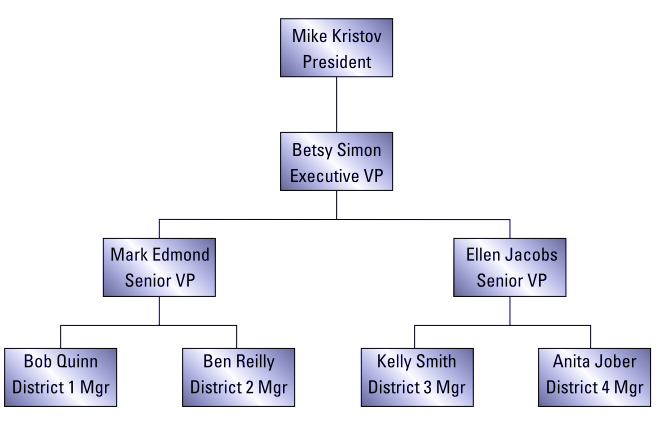 Mike Kristov
President
Betsy Simon
Executive VP
Mark Edmond
Senior VP
Ellen Jacobs
Senior VP
Bob Quinn
District 1 Mgr
Ben Reilly
District 2 Mgr
Kelly Smith
District 3 Mgr
Anita Jober
District 4 Mgr